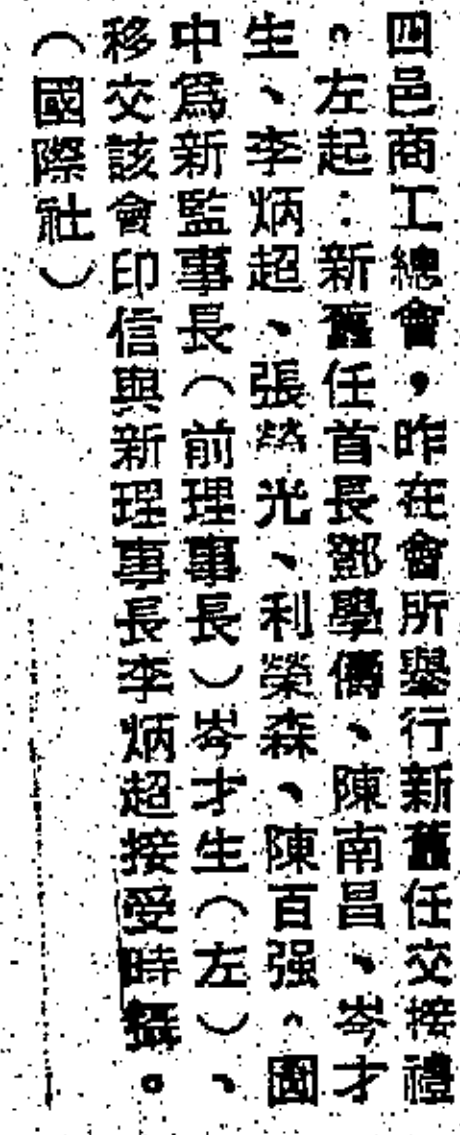 四邑商工總會，昨在會所舉行新舊任交接禮
。左起：新舊任首長鄧學儔、陳南昌、岑才
生、李炳超、張榮光、利榮森、陳百强。圖
中爲新監事長（前理事長）岑才生（左）、
移交該會印信與新理事長李炳超接受時攝。
（國際社）